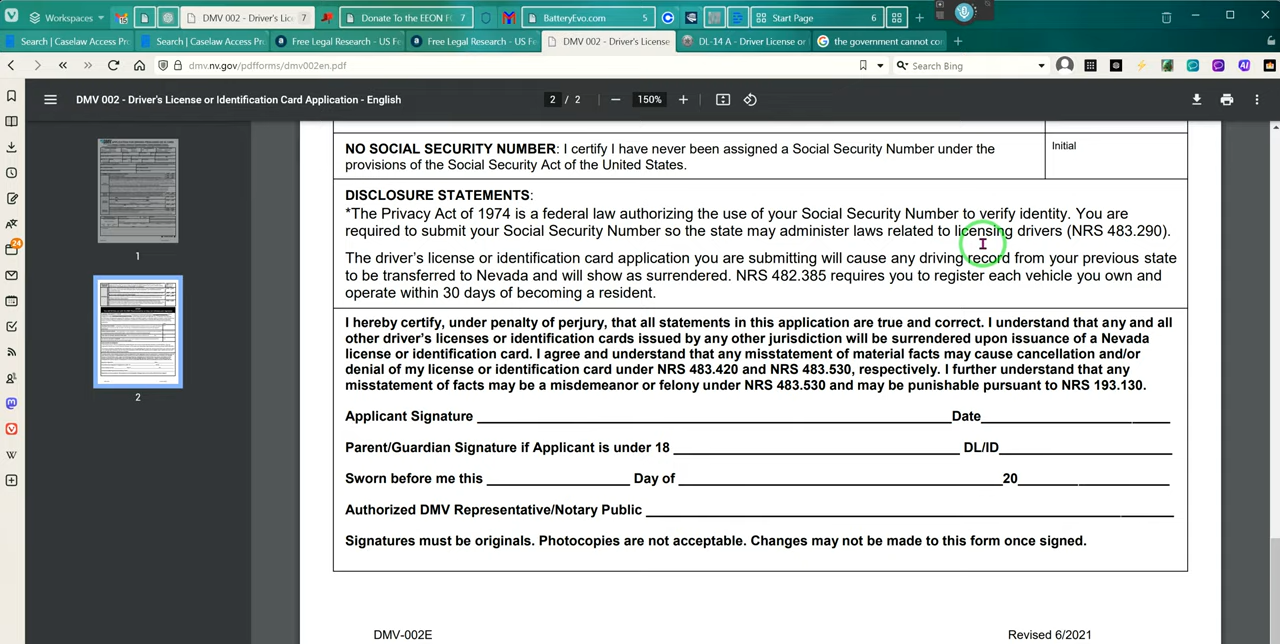 Workspaces
DMV 002 - Driver's Lic 7
Donate To the EEON F 7
BatteryEvo.com 5
Start Page 6
Search | Caselaw Access Pr
Search | Caselaw Access Pro
Free Legal Research - US Fe
Free Legal Research - US Fe
DMV 002 - Driver's License
DL-14 A - Driver License or
the government cannot co
dmv.nv.gov/pdfforms/dmv002en.pdf
Search Bing
DMV 002 - Driver's License or Identification Card Application - English
2 / 2
150%
NO SOCIAL SECURITY NUMBER: I certify I have never been assigned a Social Security Number under the
provisions of the Social Security Act of the United States.
Initial
DISCLOSURE STATEMENTS:
*The Privacy Act of 1974 is a federal law authorizing the use of your Social Security Number to verify identity. You are
required to submit your Social Security Number so the state may administer laws related to licensing drivers (NRS 483.290).
The driver's license or identification card application you are submitting will cause any driving record from your previous state
to be transferred to Nevada and will show as surrendered. NRS 482.385 requires you to register each vehicle you own and
operate within 30 days of becoming a resident.
I hereby certify, under penalty of perjury, that all statements in this application are true and correct. I understand that any and all
other driver's licenses or identification cards issued by any other jurisdiction will be surrendered upon issuance of a Nevada
license or identification card. I agree and understand that any misstatement of material facts may cause cancellation and/or
denial of my license or identification card under NRS 483.420 and NRS 483.530, respectively. I further understand that any
misstatement of facts may be a misdemeanor or felony under NRS 483.530 and may be punishable pursuant to NRS 193.130.
Applicant Signature Date
Parent/Guardian Signature if Applicant is under 18 DL/ID
Sworn before me this Day of 20
Authorized DMV Representative/Notary Public
Signatures must be originals. Photocopies are not acceptable. Changes may not be made to this form once signed.
DMV-002E
Revised 6/2021
1
2
24